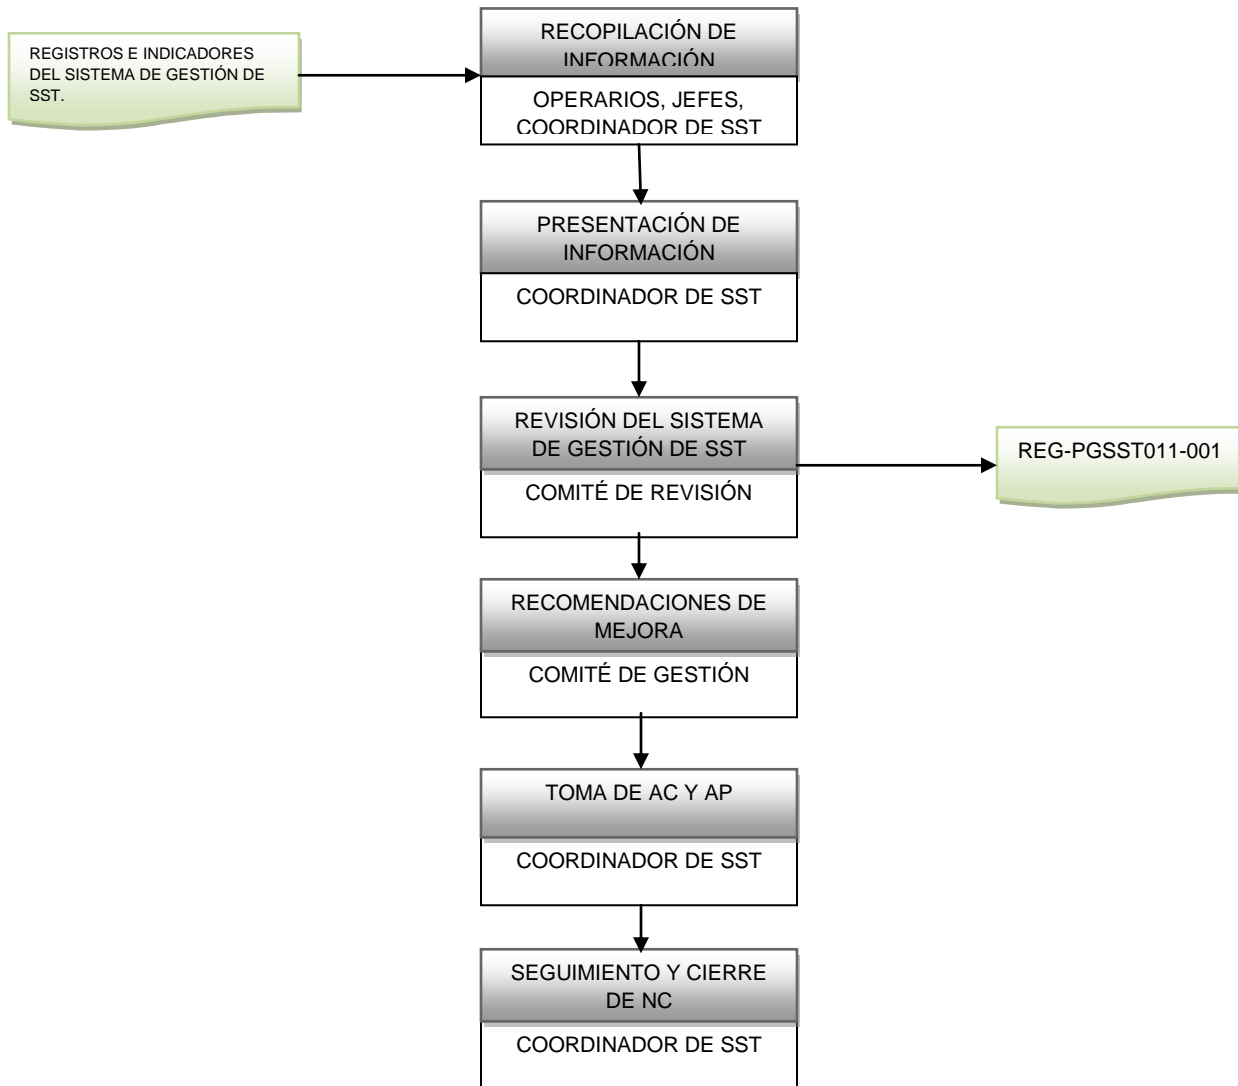 REGISTROS E INDICADORES
DEL SISTEMA DE GESTIÓN DE
SST.
RECOPILACIÓN DE
INFORMACIÓN
OPERARIOS, JEFES,
COORDINADOR DE SST
PRESENTACIÓN DE
INFORMACIÓN
COORDINADOR DE SST
REVISIÓN DEL SISTEMA
DE GESTIÓN DE SST
COMITÉ DE REVISIÓN
REG-PGSST011-001
RECOMENDACIONES DE
MEJORA
COMITÉ DE GESTIÓN
TOMA DE AC Y AP
COORDINADOR DE SST
SEGUIMIENTO Y CIERRE
DE NC
COORDINADOR DE SST